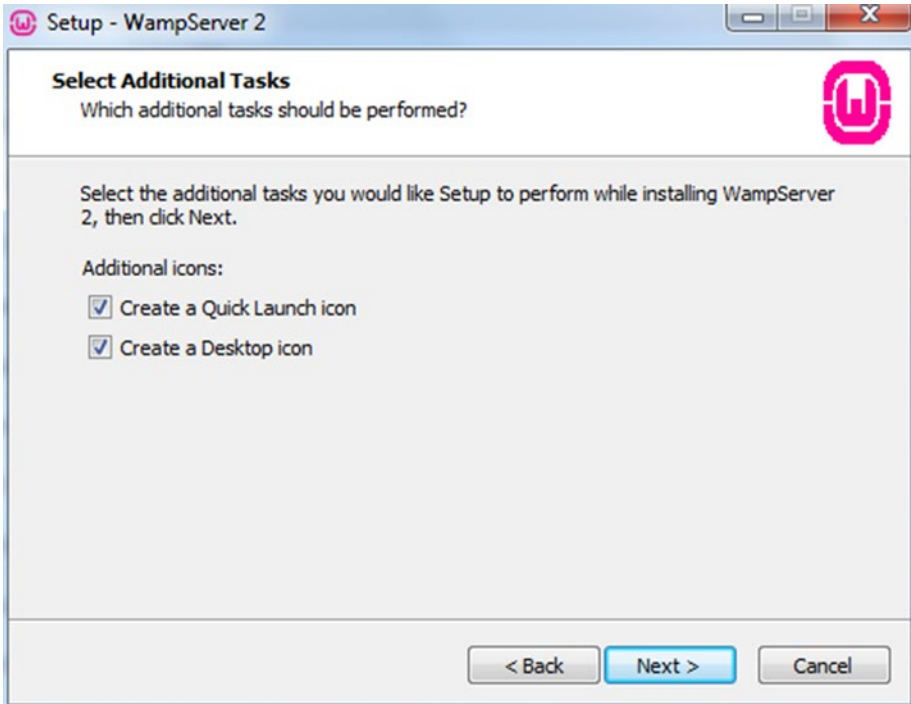 Setup - WampServer 2
Select Additional Tasks
Which additional tasks should be performed?
Select the additional tasks you would like Setup to perform while installing WampServer
2, then click Next.
Additional icons:
Create a Quick Launch icon
Create a Desktop icon
< Back
Next >
Cancel